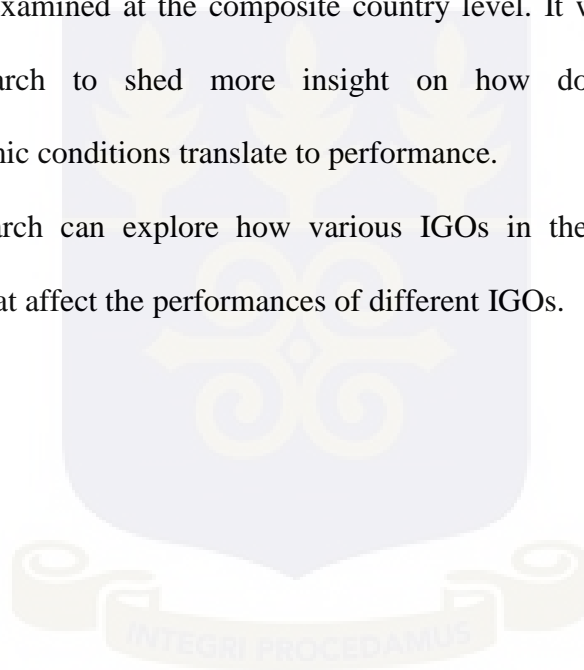 examined at the composite country level. It
arch to shed more insight on how do
nic conditions translate to performance.
arch can explore how various IGOs in the
at affect the performances of different IGOs.
INTEGRI PROCEDAMUS